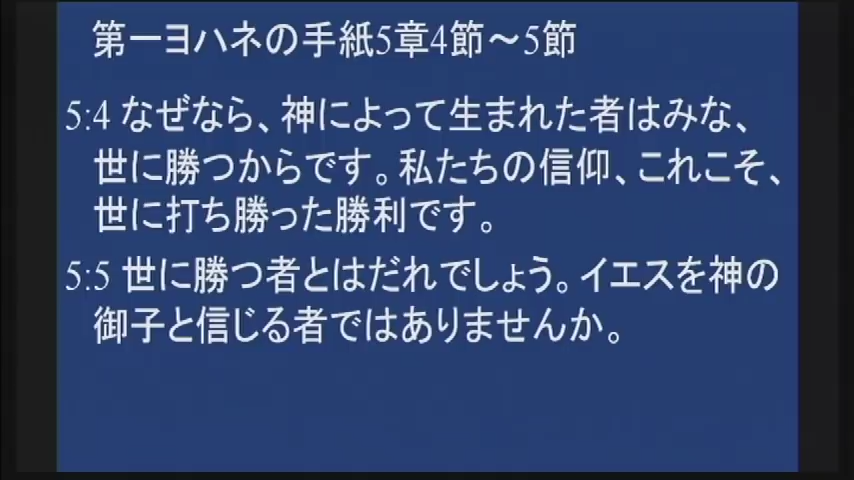 第一ヨハネの手紙5章4節～5節
5:4 なぜなら、神によって生まれた者はみな、
世に勝つからです。私たちの信仰、これこそ、
世に打ち勝った勝利です。
5:5 世に勝つ者とはだれでしょう。イエスを神の
御子と信じる者ではありませんか。